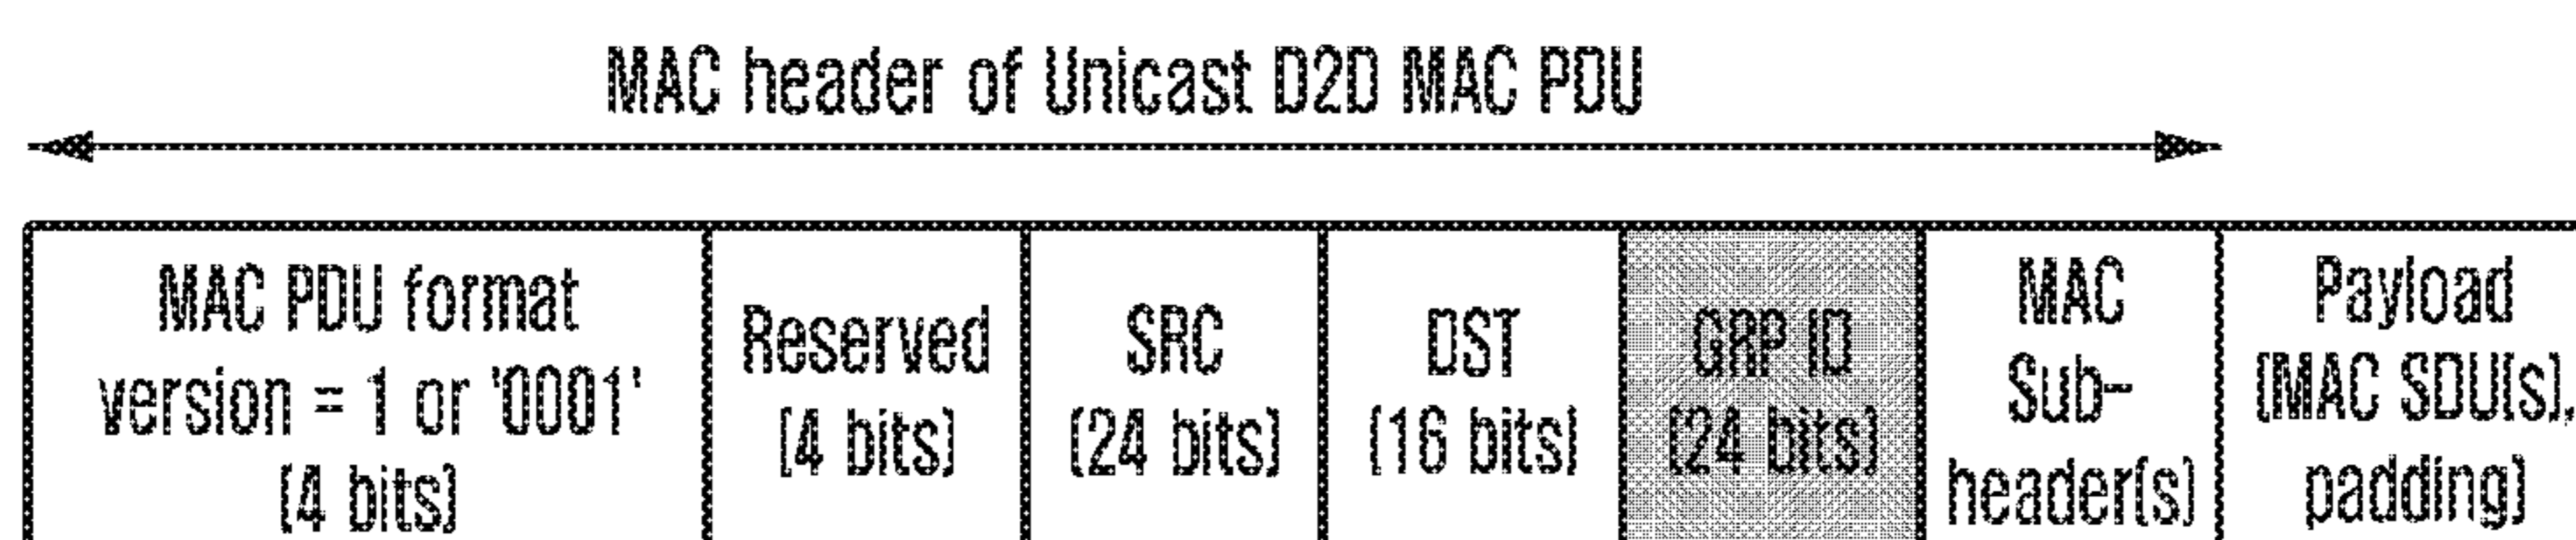 MAC header of Unicast D2D MAC PDU
MAC PDU format
version = 1 or '0001'
(4 bits)
Reserved
(4 bits)
SRC
(24 bits)
DST
(16 bits)
GRP ID
(24 bits)
MAC
Sub-
header(s)
Payload
(MAC SDU(s),
padding)